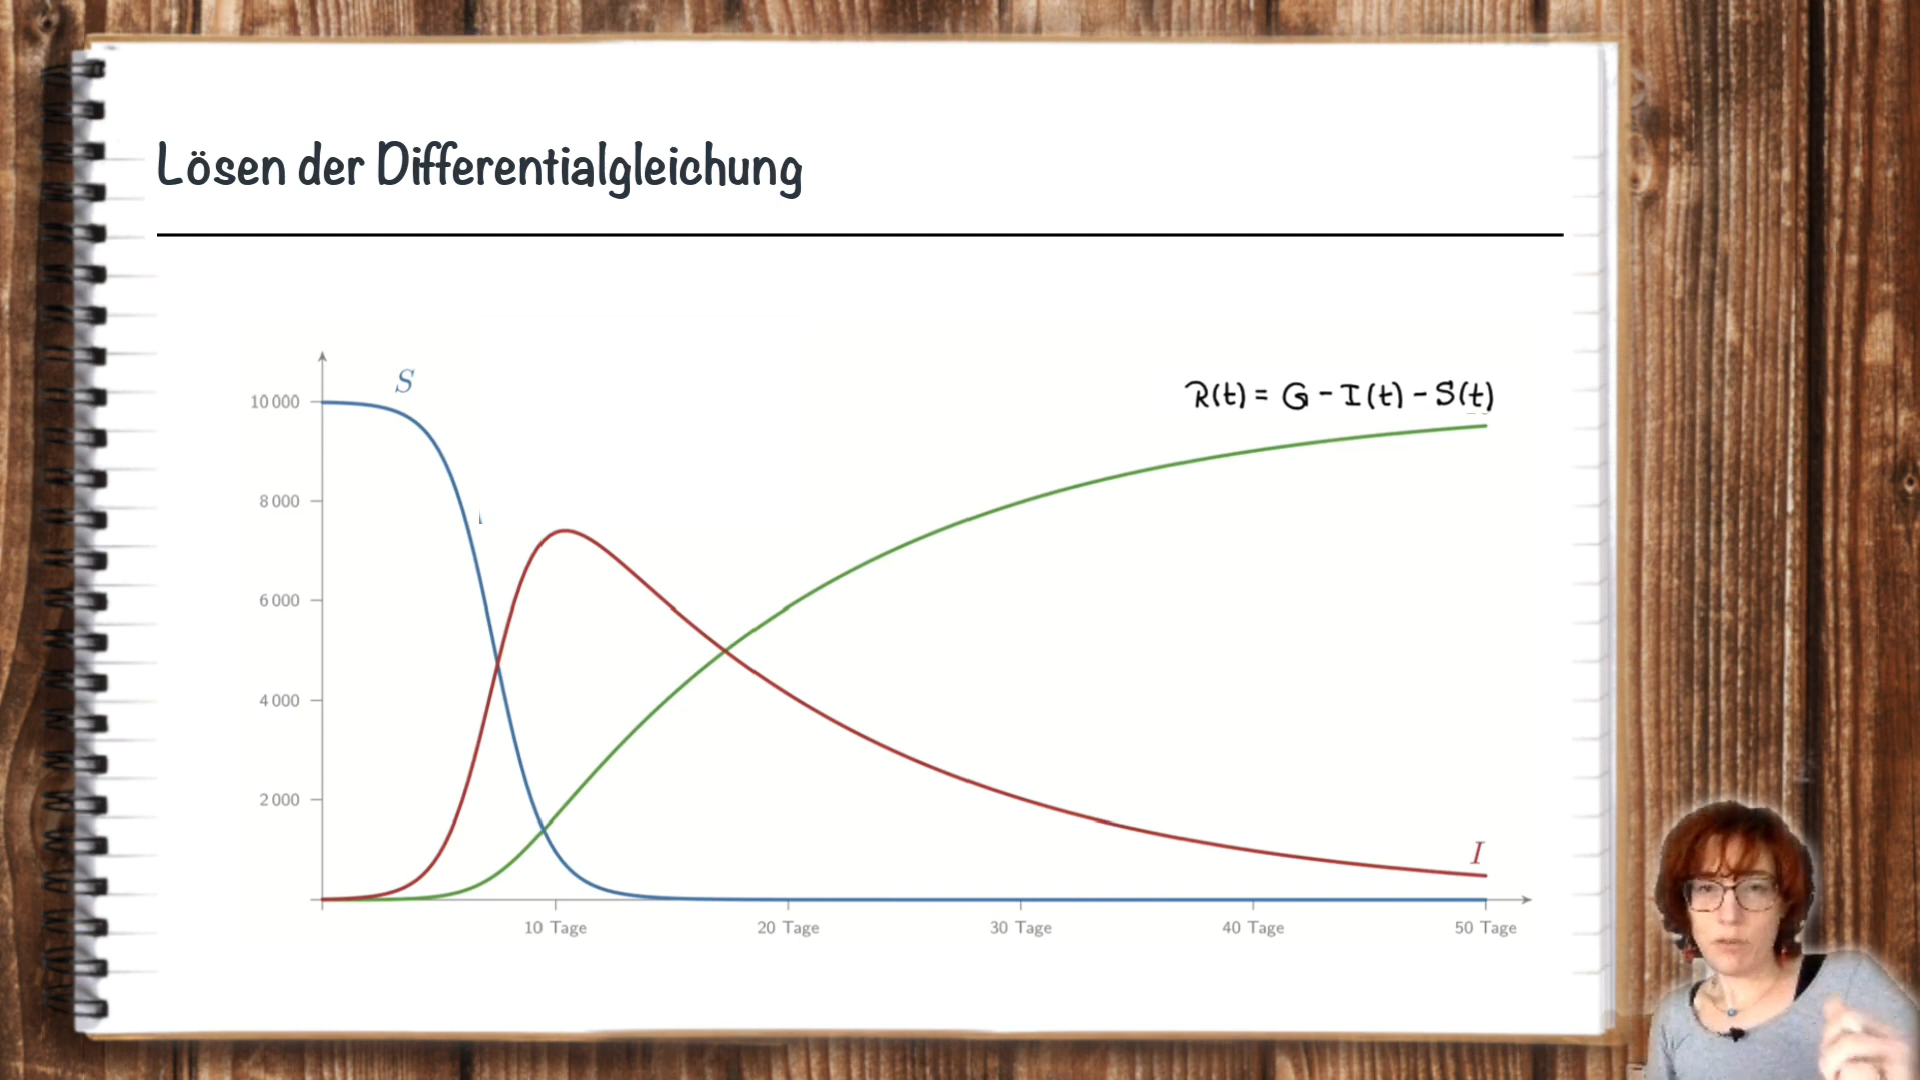 Lösen der Differentialgleichung
S
R(t) = G - I(t) - S(t)
10 000
8 000
6 000
4 000
2 000
I
10 Tage 20 Tage 30 Tage 40 Tage 50 Tage